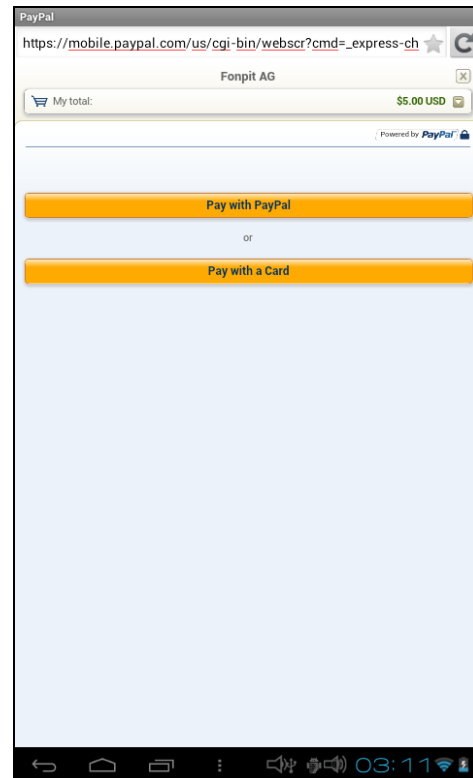 PayPal
https://mobile.paypal.com/us/cgi-bin/webscr?cmd=_express-ch
Fonpit AG
My total: $5.00 USD
Powered by PayPal
Pay with PayPal
or
Pay with a Card
03:11